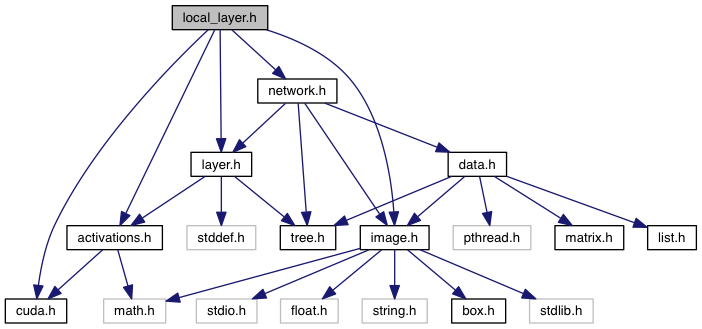 local_layer.h
network.h
layer.h
data.h
activations.h
stddef.h
tree.h
image.h
pthread.h
matrix.h
list.h
cuda.h
math.h
stdio.h
float.h
string.h
box.h
stdlib.h